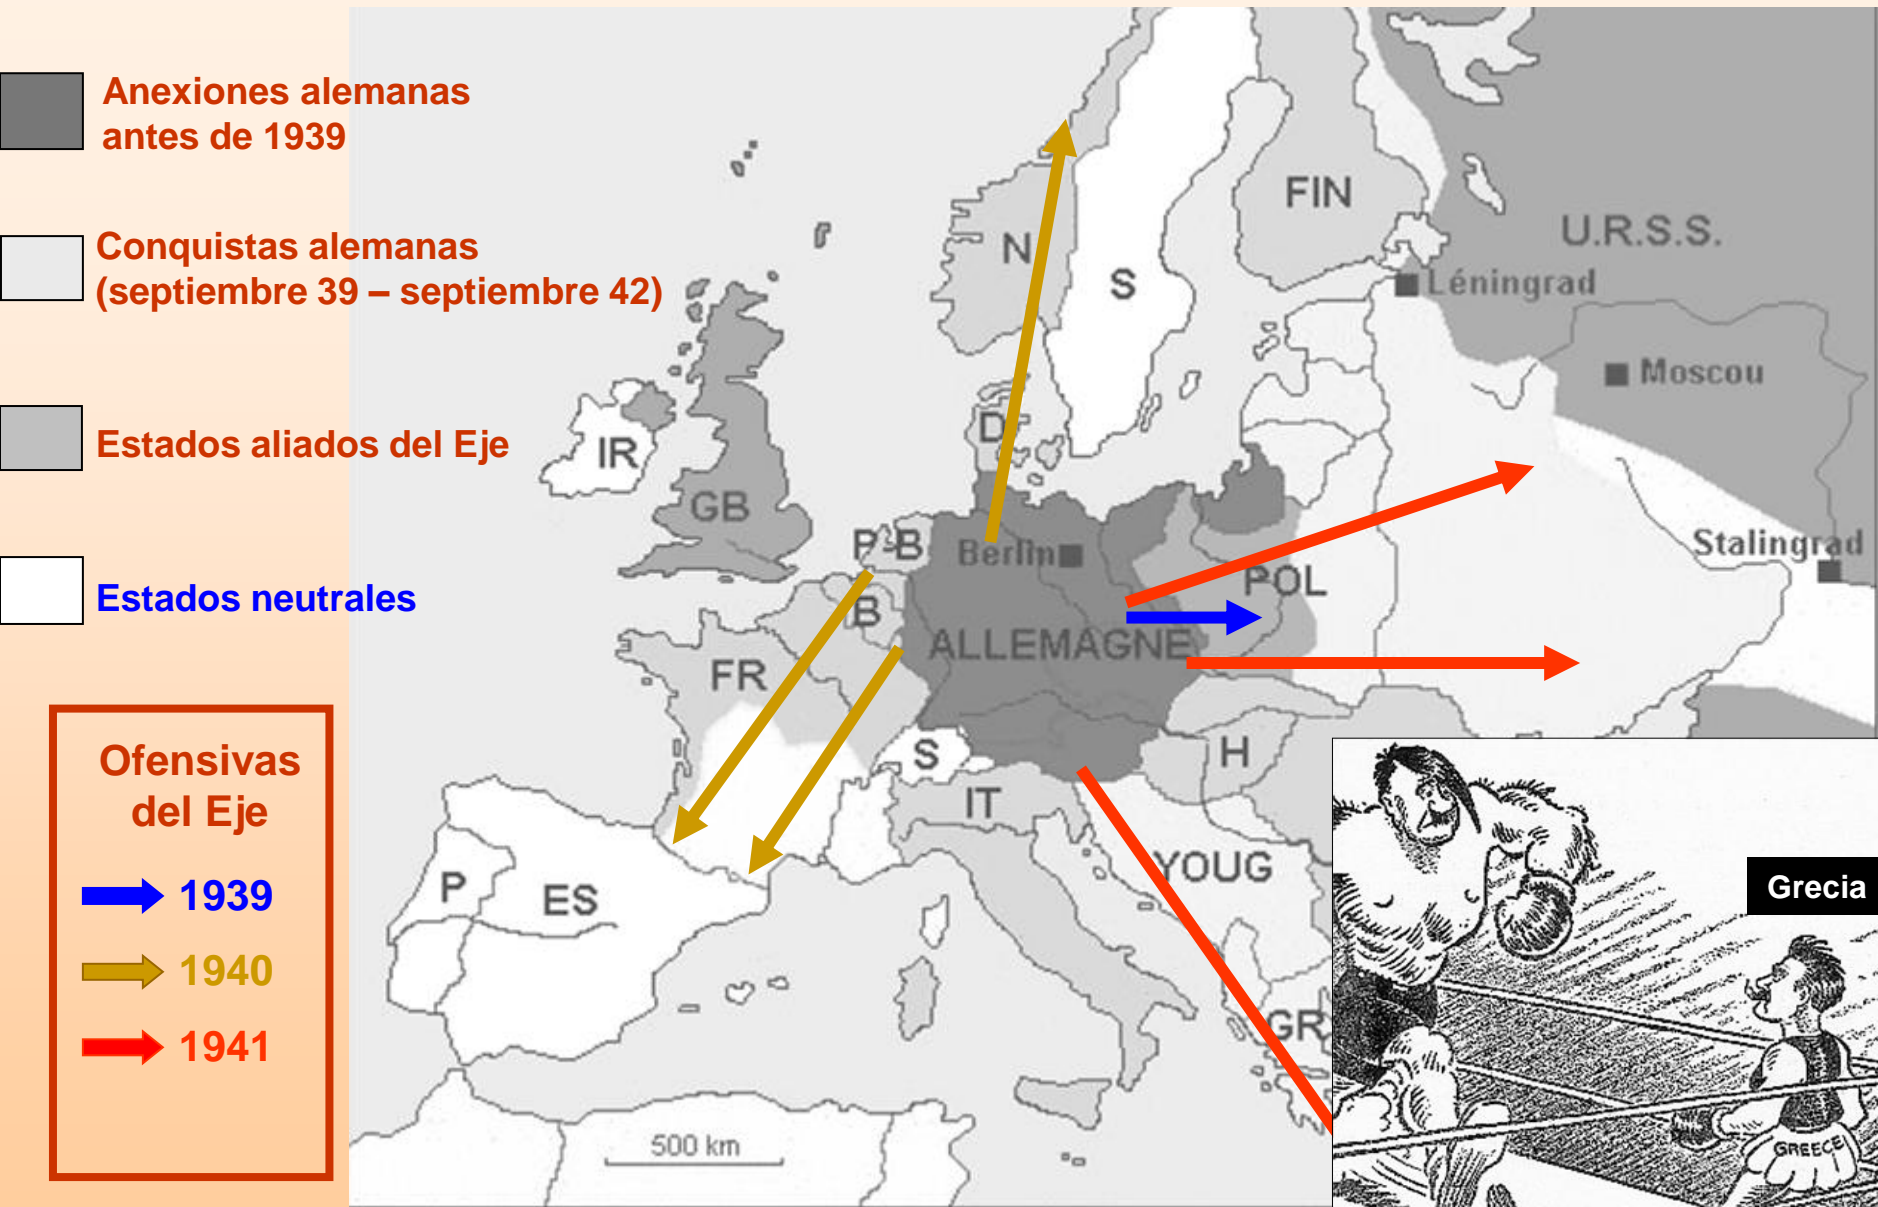 Anexiones alemanas
antes de 1939
Conquistas alemanas
(septiembre 39 – septiembre 42)
Estados aliados del Eje
Estados neutrales
Ofensivas
del Eje
1939
1940
1941
FIN
U.R.S.S.
N
S
Léningrad
Moscou
D
IR
GB
P-B
Berlin
Stalingrad
POL
B
ALLEMAGNE
FR
S
H
IT
YOUG
P
ES
GR
500 km
Grecia
GREECE